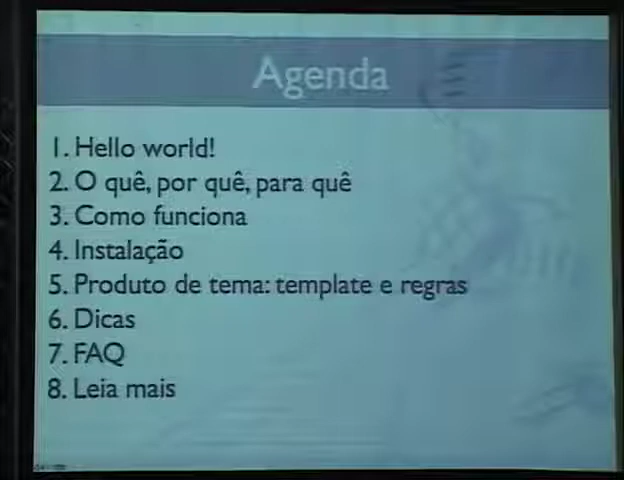 Agenda
1. Hello world!
2. O quê, por quê, para quê
3. Como funciona
4. Instalação
5. Produto de tema: template e regras
6. Dicas
7. FAQ
8. Leia mais